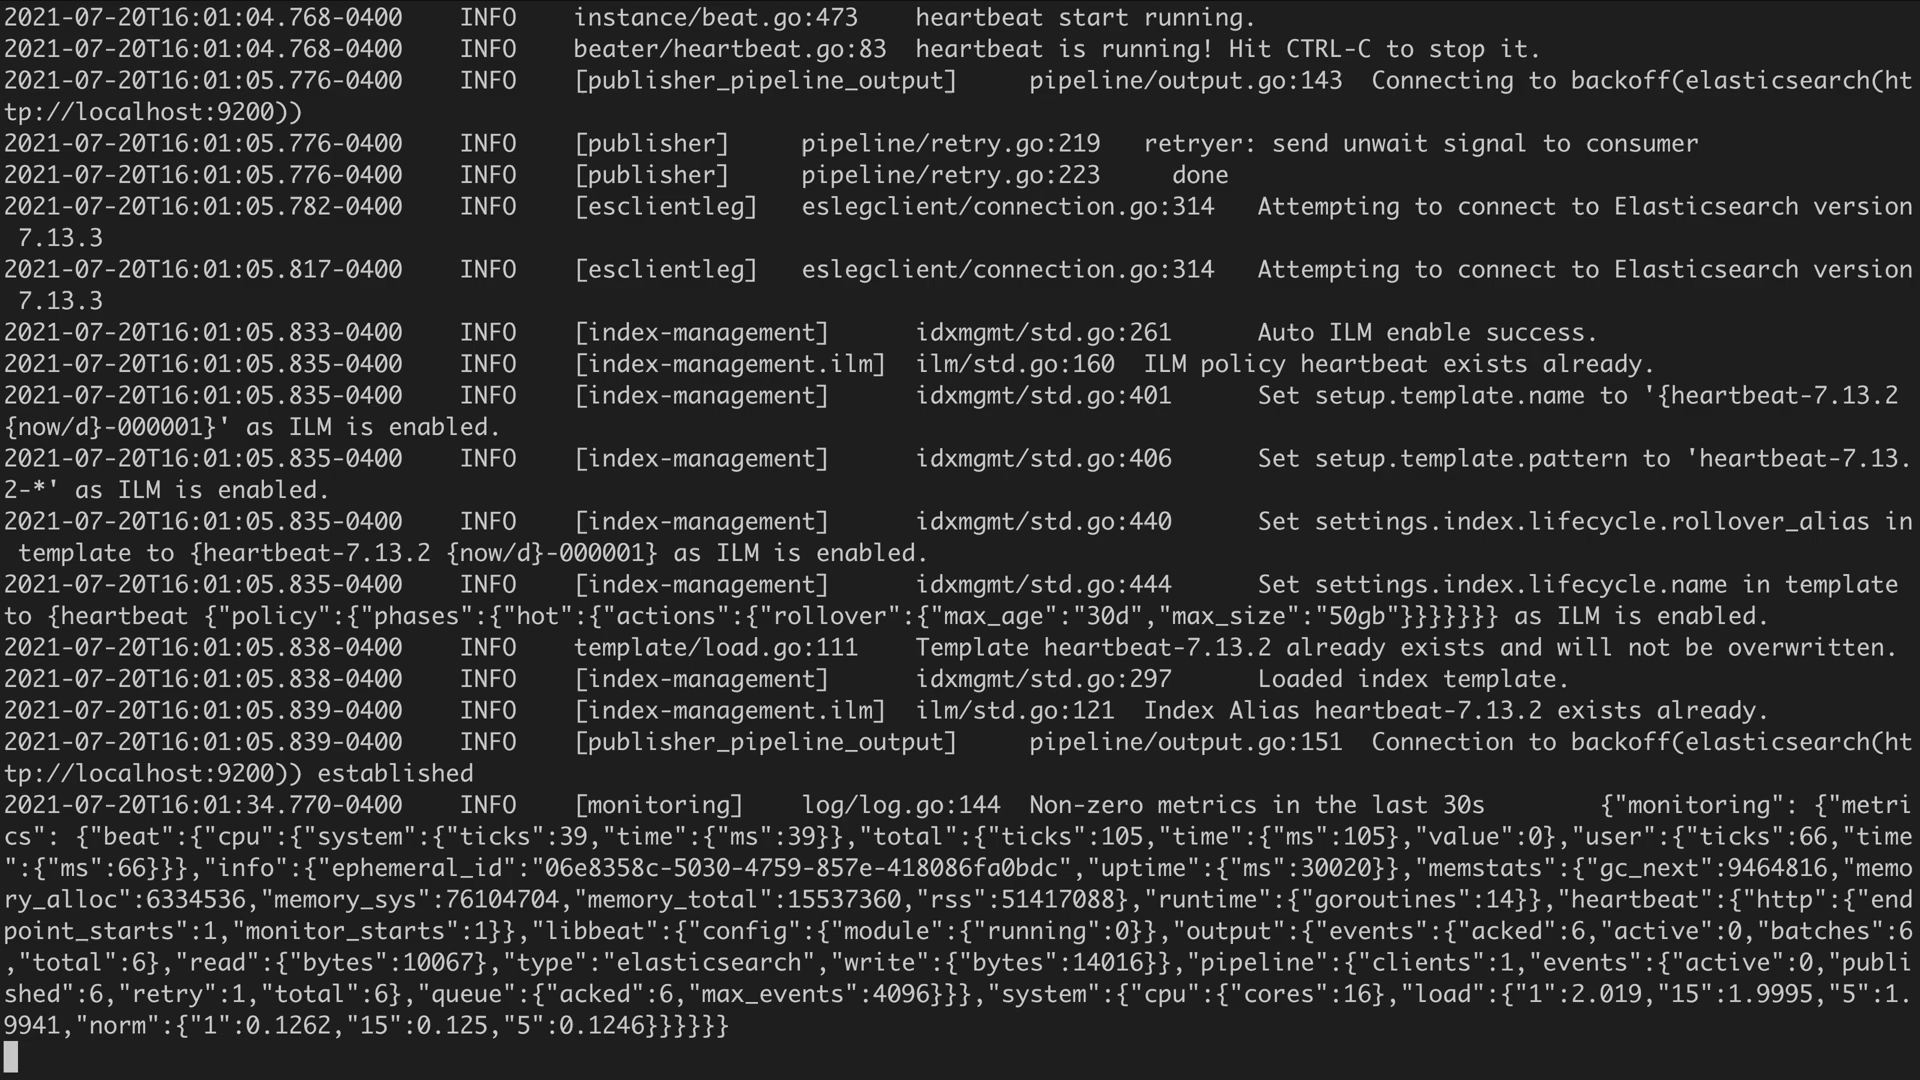 2021-07-20T16:01:04.768-0400    INFO    instance/beat.go:473    heartbeat start running.
2021-07-20T16:01:04.768-0400    INFO    beater/heartbeat.go:83  heartbeat is running! Hit CTRL-C to stop it.
2021-07-20T16:01:05.776-0400    INFO    [publisher_pipeline_output]     pipeline/output.go:143  Connecting to backoff(elasticsearch(ht
tp://localhost:9200))
2021-07-20T16:01:05.776-0400    INFO    [publisher]     pipeline/retry.go:219   retryer: send unwait signal to consumer
2021-07-20T16:01:05.776-0400    INFO    [publisher]     pipeline/retry.go:223     done
2021-07-20T16:01:05.782-0400    INFO    [esclientleg]   eslegclient/connection.go:314   Attempting to connect to Elasticsearch version
 7.13.3
2021-07-20T16:01:05.817-0400    INFO    [esclientleg]   eslegclient/connection.go:314   Attempting to connect to Elasticsearch version
 7.13.3
2021-07-20T16:01:05.833-0400    INFO    [index-management]      idxmgmt/std.go:261      Auto ILM enable success.
2021-07-20T16:01:05.835-0400    INFO    [index-management.ilm]  ilm/std.go:160  ILM policy heartbeat exists already.
2021-07-20T16:01:05.835-0400    INFO    [index-management]      idxmgmt/std.go:401      Set setup.template.name to '{heartbeat-7.13.2
{now/d}-000001}' as ILM is enabled.
2021-07-20T16:01:05.835-0400    INFO    [index-management]      idxmgmt/std.go:406      Set setup.template.pattern to 'heartbeat-7.13.
2-*' as ILM is enabled.
2021-07-20T16:01:05.835-0400    INFO    [index-management]      idxmgmt/std.go:440      Set settings.index.lifecycle.rollover_alias in
 template to {heartbeat-7.13.2 {now/d}-000001} as ILM is enabled.
2021-07-20T16:01:05.835-0400    INFO    [index-management]      idxmgmt/std.go:444      Set settings.index.lifecycle.name in template
to {heartbeat {"policy":{"phases":{"hot":{"actions":{"rollover":{"max_age":"30d","max_size":"50gb"}}}}}}} as ILM is enabled.
2021-07-20T16:01:05.838-0400    INFO    template/load.go:111    Template heartbeat-7.13.2 already exists and will not be overwritten.
2021-07-20T16:01:05.838-0400    INFO    [index-management]      idxmgmt/std.go:297      Loaded index template.
2021-07-20T16:01:05.839-0400    INFO    [index-management.ilm]  ilm/std.go:121  Index Alias heartbeat-7.13.2 exists already.
2021-07-20T16:01:05.839-0400    INFO    [publisher_pipeline_output]     pipeline/output.go:151  Connection to backoff(elasticsearch(ht
tp://localhost:9200)) established
2021-07-20T16:01:34.770-0400    INFO    [monitoring]    log/log.go:144  Non-zero metrics in the last 30s        {"monitoring": {"metri
cs": {"beat":{"cpu":{"system":{"ticks":39,"time":{"ms":39}},"total":{"ticks":105,"time":{"ms":105},"value":0},"user":{"ticks":66,"time
":{"ms":66}}},"info":{"ephemeral_id":"06e8358c-5030-4759-857e-418086fa0bdc","uptime":{"ms":30020}},"memstats":{"gc_next":9464816,"memo
ry_alloc":6334536,"memory_sys":76104704,"memory_total":15537360,"rss":51417088},"runtime":{"goroutines":14}},"heartbeat":{"http":{"end
point_starts":1,"monitor_starts":1}},"libbeat":{"config":{"module":{"running":0}},"output":{"events":{"acked":6,"active":0,"batches":6
,"total":6},"read":{"bytes":10067},"type":"elasticsearch","write":{"bytes":14016}},"pipeline":{"clients":1,"events":{"active":0,"publi
shed":6,"retry":1,"total":6},"queue":{"acked":6,"max_events":4096}}},"system":{"cpu":{"cores":16},"load":{"1":2.019,"15":1.9995,"5":1.
9941,"norm":{"1":0.1262,"15":0.125,"5":0.1246}}}}}}